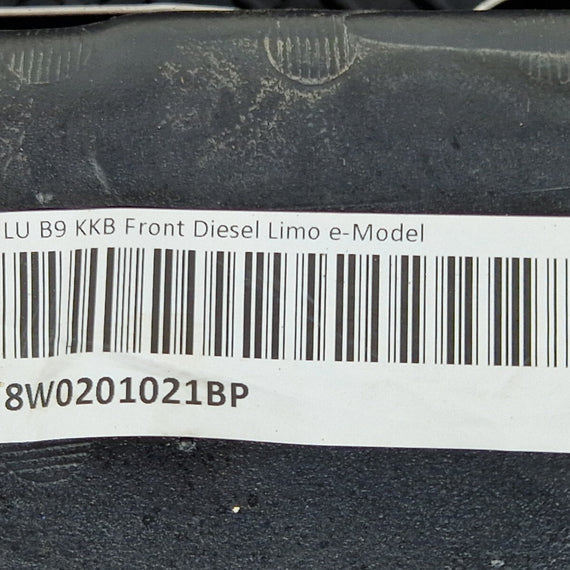 LU B9 KKB Front Diesel Limo e-Model
8W0201021BP